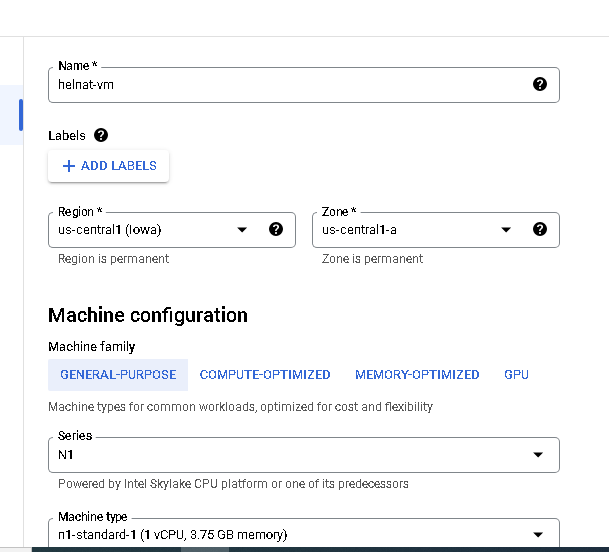 Name *
helnat-vm
Labels
+ ADD LABELS
Region *
us-central1 (Iowa)
Region is permanent
Zone *
us-central1-a
Zone is permanent
Machine configuration
Machine family
GENERAL-PURPOSE COMPUTE-OPTIMIZED MEMORY-OPTIMIZED GPU
Machine types for common workloads, optimized for cost and flexibility
Series
N1
Powered by Intel Skylake CPU platform or one of its predecessors
Machine type
n1-standard-1 (1 vCPU, 3.75 GB memory)